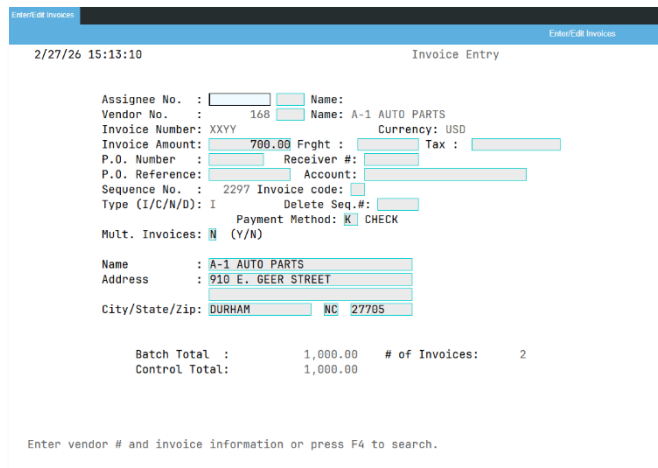 Enter/Edit Invoices
Enter/Edit Invoices
2/27/26 15:13:10 Invoice Entry
Assignee No. : Name:
Vendor No. : 168 Name: A-1 AUTO PARTS
Invoice Number: XXYY Currency: USD
Invoice Amount: 700.00 Frght : Tax :
P.O. Number : Receiver #:
P.O. Reference: Account:
Sequence No. : 2297 Invoice code:
Type (I/C/N/D): I Delete Seq.#:
Payment Method: K CHECK
Mult. Invoices: N (Y/N)
Name : A-1 AUTO PARTS
Address : 910 E. GEER STREET
City/State/Zip: DURHAM NC 27705
Batch Total : 1,000.00 # of Invoices: 2
Control Total: 1,000.00
Enter vendor # and invoice information or press F4 to search.